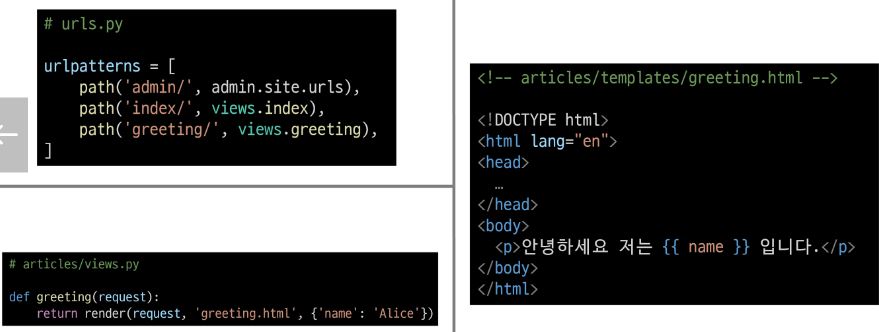 # urls.py
urlpatterns = [
    path('admin/', admin.site.urls),
    path('index/', views.index),
    path('greeting/', views.greeting),
]
# articles/views.py
def greeting(request):
    return render(request, 'greeting.html', {'name': 'Alice'})
<!-- articles/templates/greeting.html -->
<!DOCTYPE html>
<html lang="en">
<head>
  …
</head>
<body>
  <p>안녕하세요 저는 {{ name }} 입니다.</p>
</body>
</html>